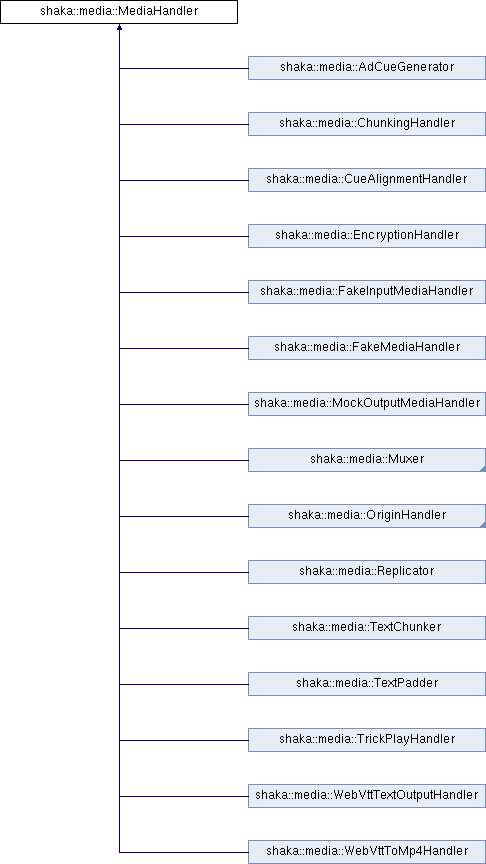 shaka::media::MediaHandler
shaka::media::AdCueGenerator
shaka::media::ChunkingHandler
shaka::media::CueAlignmentHandler
shaka::media::EncryptionHandler
shaka::media::FakeInputMediaHandler
shaka::media::FakeMediaHandler
shaka::media::MockOutputMediaHandler
shaka::media::Muxer
shaka::media::OriginHandler
shaka::media::Replicator
shaka::media::TextChunker
shaka::media::TextPadder
shaka::media::TrickPlayHandler
shaka::media::WebVttTextOutputHandler
shaka::media::WebVttToMp4Handler